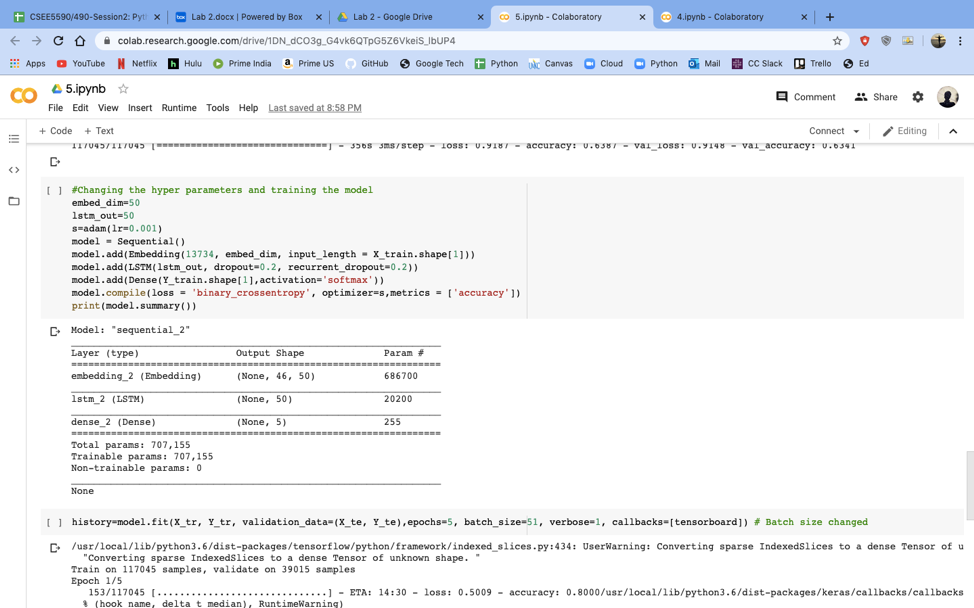 CSEE5590/490-Session2: Pyt
Lab 2.docx | Powered by Box
Lab 2 - Google Drive
5.ipynb - Colaboratory
4.ipynb - Colaboratory
colab.research.google.com/drive/1DN_dCO3g_G4vk6QTpG5Z6VkeiS_lbUP4
Apps YouTube Netflix Hulu Prime India Prime US GitHub Google Tech Python Canvas Cloud Python Mail CC Slack Trello Ed
5.ipynb
Comment Share
File Edit View Insert Runtime Tools Help Last saved at 8:58 PM
+ Code + Text Connect Editing
117045/117045 [==============================] - 356s 3ms/step - loss: 0.9187 - accuracy: 0.6387 - val_loss: 0.9148 - val_accuracy: 0.6341
[ ] #Changing the hyper parameters and training the model
embed_dim=50
lstm_out=50
s=adam(lr=0.001)
model = Sequential()
model.add(Embedding(13734, embed_dim, input_length = X_train.shape[1]))
model.add(LSTM(lstm_out, dropout=0.2, recurrent_dropout=0.2))
model.add(Dense(Y_train.shape[1],activation='softmax'))
model.compile(loss = 'binary_crossentropy', optimizer=s,metrics = ['accuracy'])
print(model.summary())
Model: "sequential_2"
Layer (type) Output Shape Param #
=================================================================
embedding_2 (Embedding) (None, 46, 50) 686700
lstm_2 (LSTM) (None, 50) 20200
dense_2 (Dense) (None, 5) 255
=================================================================
Total params: 707,155
Trainable params: 707,155
Non-trainable params: 0
None
[ ] history=model.fit(X_tr, Y_tr, validation_data=(X_te, Y_te),epochs=5, batch_size=51, verbose=1, callbacks=[tensorboard]) # Batch size changed
/usr/local/lib/python3.6/dist-packages/tensorflow/python/framework/indexed_slices.py:434: UserWarning: Converting sparse IndexedSlices to a dense Tensor of u
"Converting sparse IndexedSlices to a dense Tensor of unknown shape. "
Train on 117045 samples, validate on 39015 samples
Epoch 1/5
153/117045 [..............................] - ETA: 14:30 - loss: 0.5009 - accuracy: 0.8000/usr/local/lib/python3.6/dist-packages/keras/callbacks/callbacks
% (hook_name, delta_t_median), RuntimeWarning)